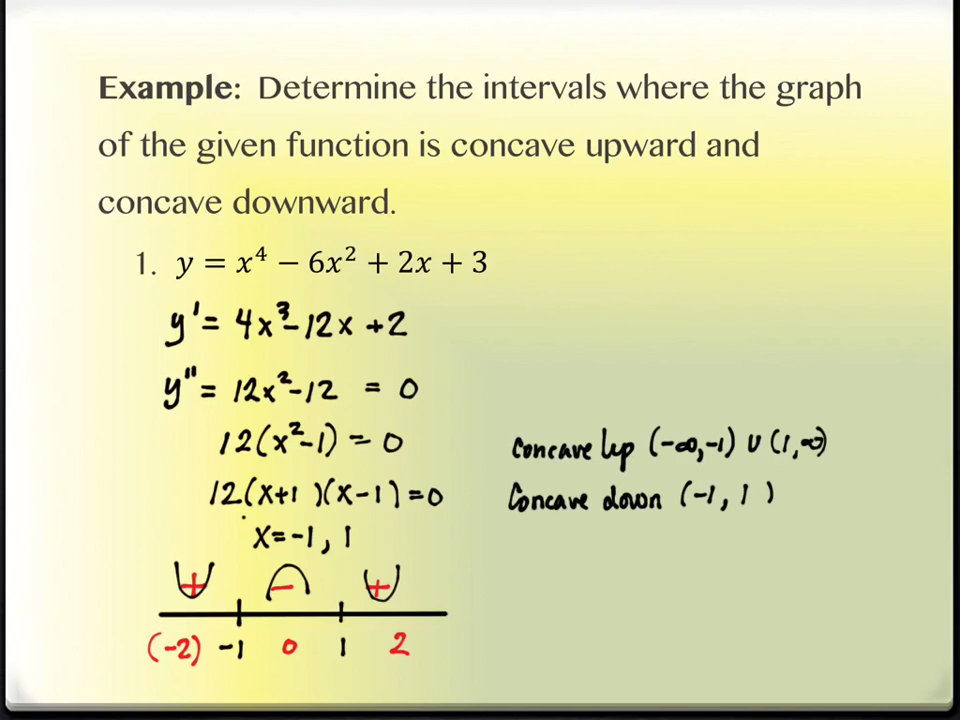 Example: Determine the intervals where the graph
of the given function is concave upward and
concave downward.
1. y = x⁴ − 6x² + 2x + 3
y' = 4x³ - 12x + 2
y'' = 12x² - 12 = 0
12(x² - 1) = 0
12(x+1)(x-1) = 0
x = -1, 1
+ - +
(-2) -1 0 1 2
Concave up (-∞,-1) ∪ (1,∞)
Concave down (-1, 1)